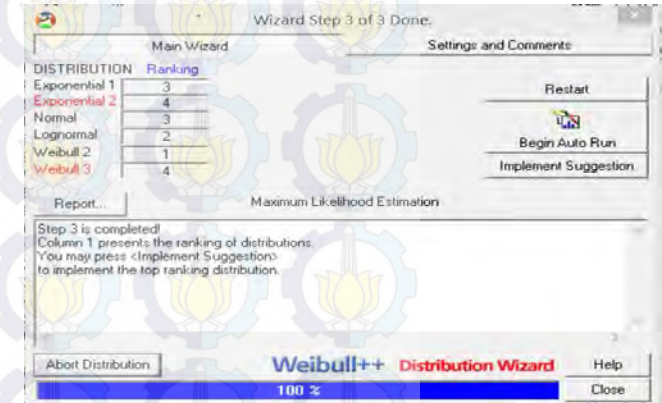 Wizard Step 3 of 3 Done.
Main Wizard
Settings and Comments
DISTRIBUTION Ranking
Exponential 1 3
Exponential 2 4
Normal 3
Lognormal 2
Weibull 2 1
Weibull 3 4
Restart
Begin Auto Run
Implement Suggestion
Report...
Maximum Likelihood Estimation
Step 3 is completed!
Column 1 presents the ranking of distributions.
You may press <Implement Suggestion>
to implement the top ranking distribution.
Abort Distribution
Weibull++ Distribution Wizard
Help
100 %
Close